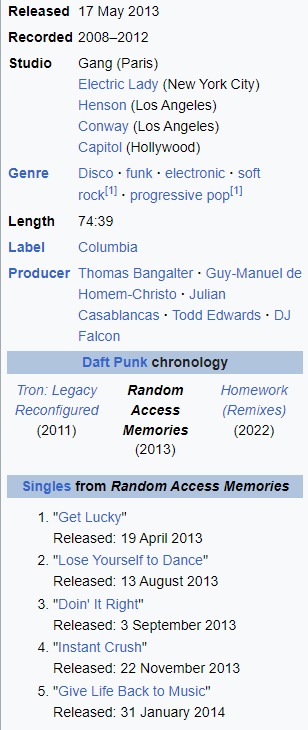 Released 17 May 2013
Recorded 2008–2012
Studio Gang (Paris)
Electric Lady (New York City)
Henson (Los Angeles)
Conway (Los Angeles)
Capitol (Hollywood)
Genre Disco · funk · electronic · soft
rock[1] · progressive pop[1]
Length 74:39
Label Columbia
Producer Thomas Bangalter · Guy-Manuel de
Homem-Christo · Julian
Casablancas · Todd Edwards · DJ
Falcon
Daft Punk chronology
Tron: Legacy
Reconfigured
(2011)
Random
Access
Memories
(2013)
Homework
(Remixes)
(2022)
Singles from Random Access Memories
1. "Get Lucky"
Released: 19 April 2013
2. "Lose Yourself to Dance"
Released: 13 August 2013
3. "Doin' It Right"
Released: 3 September 2013
4. "Instant Crush"
Released: 22 November 2013
5. "Give Life Back to Music"
Released: 31 January 2014